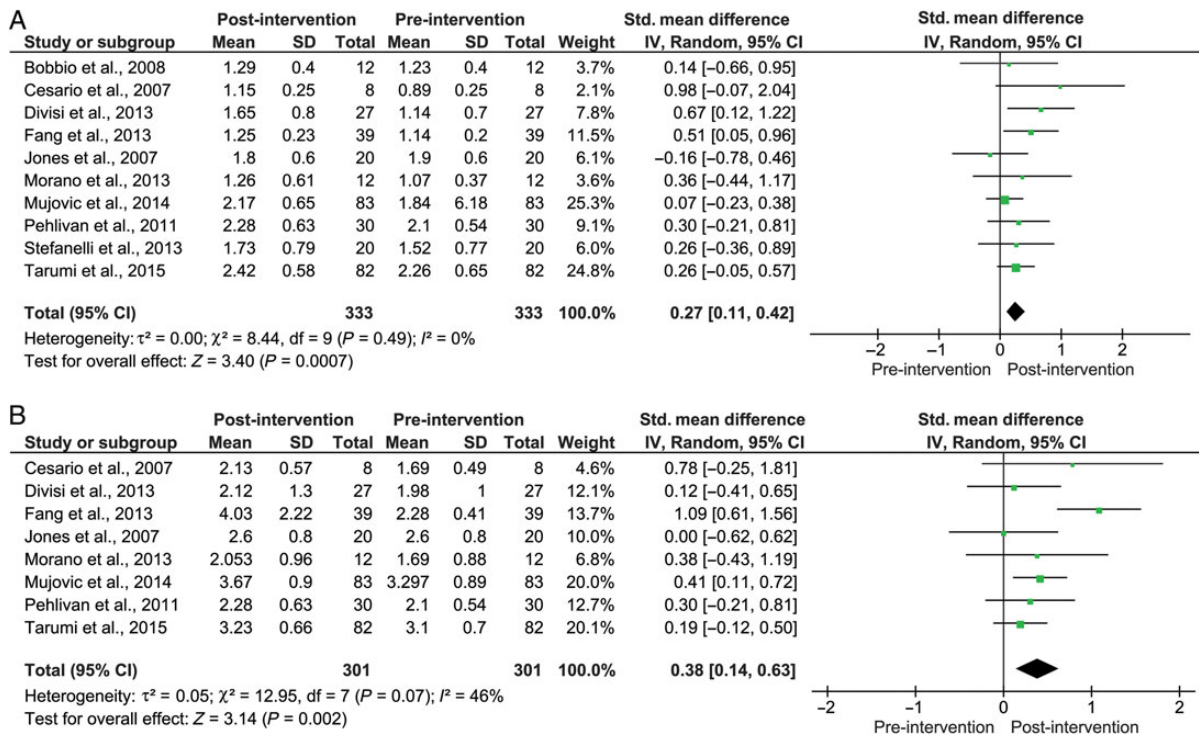 A
Post-intervention Pre-intervention Std. mean difference Std. mean difference
Study or subgroup Mean SD Total Mean SD Total Weight IV, Random, 95% CI IV, Random, 95% CI
Bobbio et al., 2008 1.29 0.4 12 1.23 0.4 12 3.7% 0.14 [−0.66, 0.95]
Cesario et al., 2007 1.15 0.25 8 0.89 0.25 8 2.1% 0.98 [−0.07, 2.04]
Divisi et al., 2013 1.65 0.8 27 1.14 0.7 27 7.8% 0.67 [0.12, 1.22]
Fang et al., 2013 1.25 0.23 39 1.14 0.2 39 11.5% 0.51 [0.05, 0.96]
Jones et al., 2007 1.8 0.6 20 1.9 0.6 20 6.1% −0.16 [−0.78, 0.46]
Morano et al., 2013 1.26 0.61 12 1.07 0.37 12 3.6% 0.36 [−0.44, 1.17]
Mujovic et al., 2014 2.17 0.65 83 1.84 6.18 83 25.3% 0.07 [−0.23, 0.38]
Pehlivan et al., 2011 2.28 0.63 30 2.1 0.54 30 9.1% 0.30 [−0.21, 0.81]
Stefanelli et al., 2013 1.73 0.79 20 1.52 0.77 20 6.0% 0.26 [−0.36, 0.89]
Tarumi et al., 2015 2.42 0.58 82 2.26 0.65 82 24.8% 0.26 [−0.05, 0.57]
Total (95% CI) 333 333 100.0% 0.27 [0.11, 0.42]
Heterogeneity: τ² = 0.00; χ² = 8.44, df = 9 (P = 0.49); I² = 0%
Test for overall effect: Z = 3.40 (P = 0.0007)
−2 −1 0 1 2
Pre-intervention Post-intervention
B
Post-intervention Pre-intervention Std. mean difference Std. mean difference
Study or subgroup Mean SD Total Mean SD Total Weight IV, Random, 95% CI IV, Random, 95% CI
Cesario et al., 2007 2.13 0.57 8 1.69 0.49 8 4.6% 0.78 [−0.25, 1.81]
Divisi et al., 2013 2.12 1.3 27 1.98 1 27 12.1% 0.12 [−0.41, 0.65]
Fang et al., 2013 4.03 2.22 39 2.28 0.41 39 13.7% 1.09 [0.61, 1.56]
Jones et al., 2007 2.6 0.8 20 2.6 0.8 20 10.0% 0.00 [−0.62, 0.62]
Morano et al., 2013 2.053 0.96 12 1.69 0.88 12 6.8% 0.38 [−0.43, 1.19]
Mujovic et al., 2014 3.67 0.9 83 3.297 0.89 83 20.0% 0.41 [0.11, 0.72]
Pehlivan et al., 2011 2.28 0.63 30 2.1 0.54 30 12.7% 0.30 [−0.21, 0.81]
Tarumi et al., 2015 3.23 0.66 82 3.1 0.7 82 20.1% 0.19 [−0.12, 0.50]
Total (95% CI) 301 301 100.0% 0.38 [0.14, 0.63]
Heterogeneity: τ² = 0.05; χ² = 12.95, df = 7 (P = 0.07); I² = 46%
Test for overall effect: Z = 3.14 (P = 0.002)
−2 −1 0 1 2
Pre-intervention Post-intervention